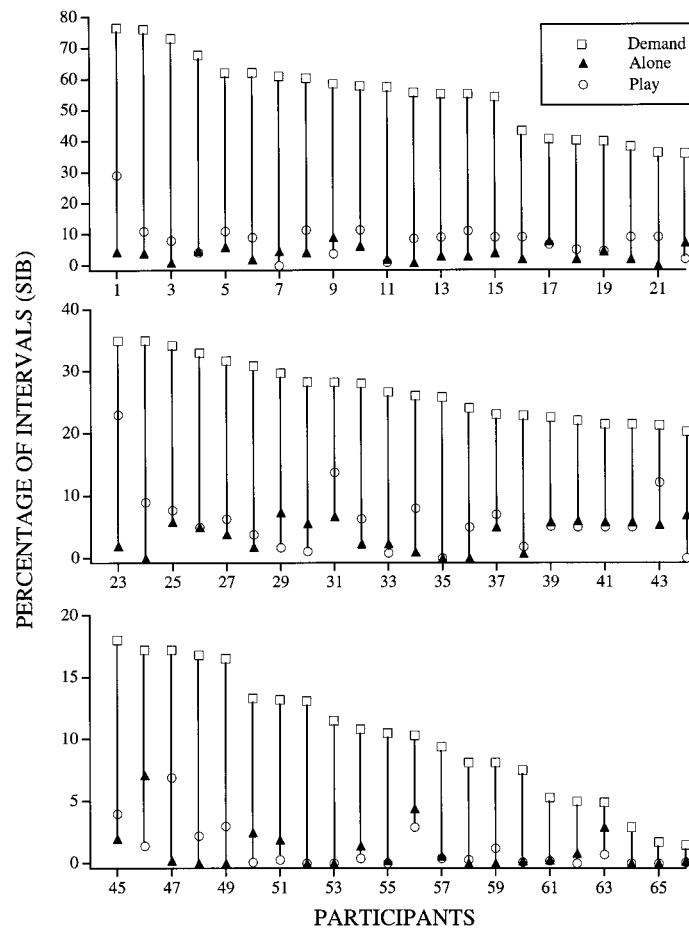 80
70
60
50
40
30
20
10
0
Demand
Alone
Play
1 3 5 7 9 11 13 15 17 19 21
PERCENTAGE OF INTERVALS (SIB)
40
30
20
10
0
23 25 27 29 31 33 35 37 39 41 43
20
15
10
5
0
45 47 49 51 53 55 57 59 61 63 65
PARTICIPANTS